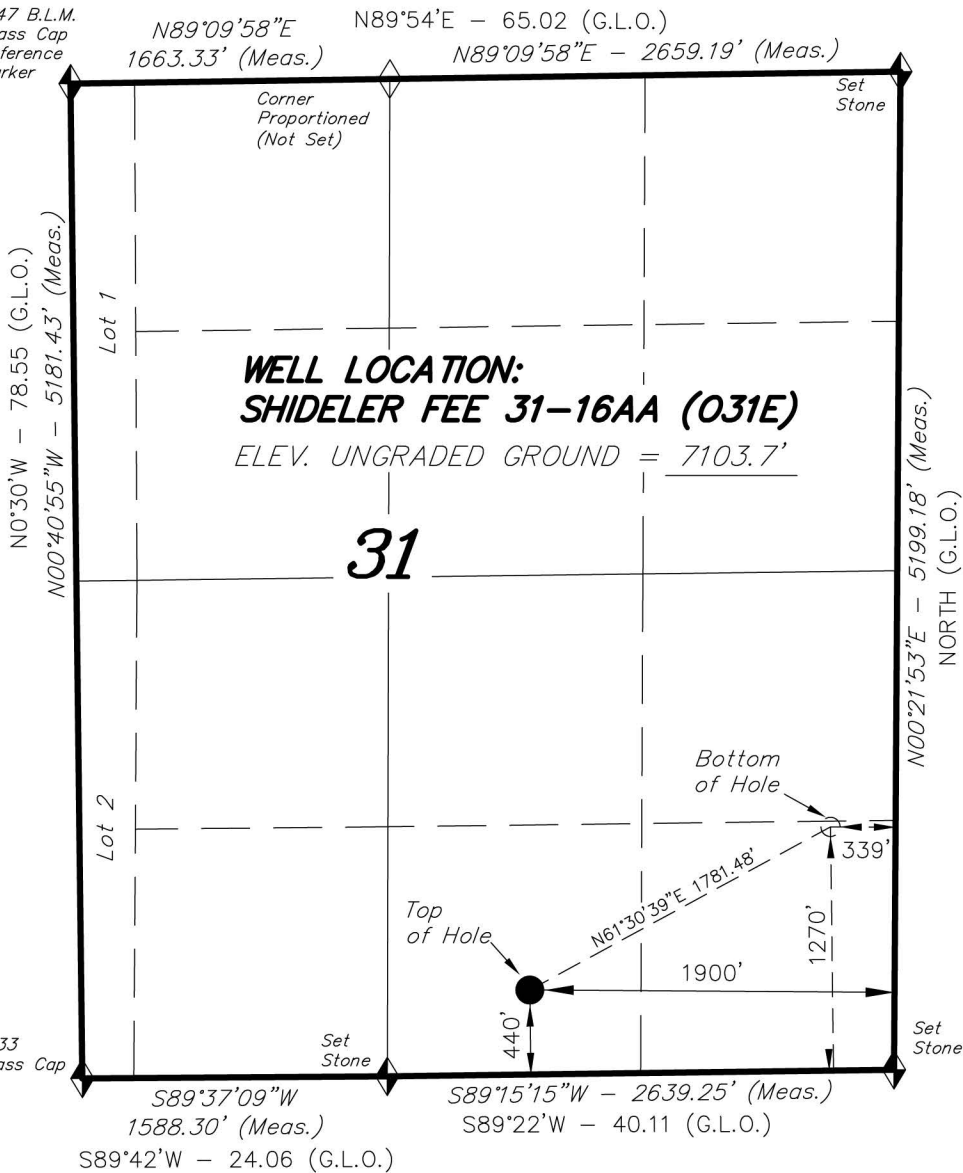 47 B.L.M.
ass Cap
ference
arker
N89°09'58"E
1663.33' (Meas.)
N89°54'E – 65.02 (G.L.O.)
N89°09'58"E – 2659.19' (Meas.)
Corner
Proportioned
(Not Set)
Set
Stone
N0°30'W – 78.55 (G.L.O.)
N00°40'55"W – 5181.43' (Meas.)
Lot 1
WELL LOCATION:
SHIDELER FEE 31–16AA (O31E)
ELEV. UNGRADED GROUND = 7103.7'
31
N00°21'53"E – 5199.18' (Meas.)
NORTH (G.L.O.)
Lot 2
Bottom
of Hole
339'
N61°30'39"E 1781.48'
Top
of Hole
1270'
1900'
440'
33
ass Cap
Set
Stone
Set
Stone
S89°37'09"W
1588.30' (Meas.)
S89°42'W – 24.06 (G.L.O.)
S89°15'15"W – 2639.25' (Meas.)
S89°22'W – 40.11 (G.L.O.)